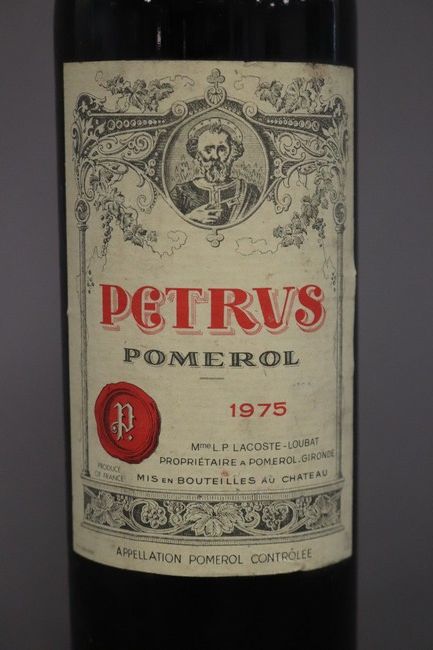 PETRVS
POMEROL
1975
P.
Mme L.P. LACOSTE-LOUBAT
PROPRIÉTAIRE A POMEROL.GIRONDE
PRODUCE
OF FRANCE
MIS EN BOUTEILLES AU CHATEAU
APPELLATION POMEROL CONTRÔLÉE